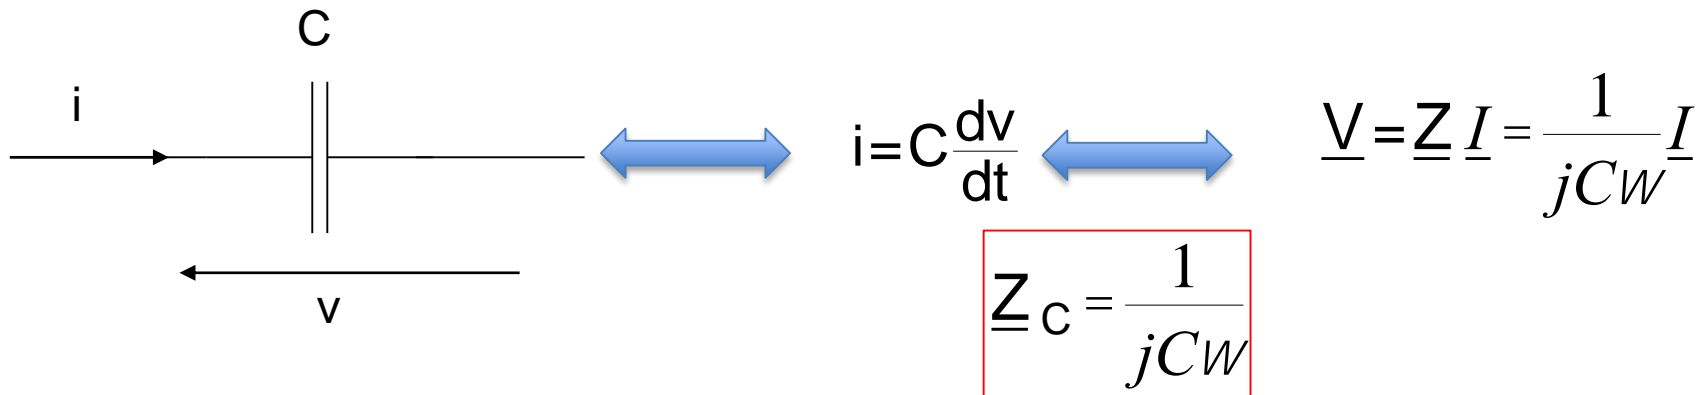 C
i
v
i=C dv/dt
V=Z I = 1/jCw I
Z C = 1/jCw